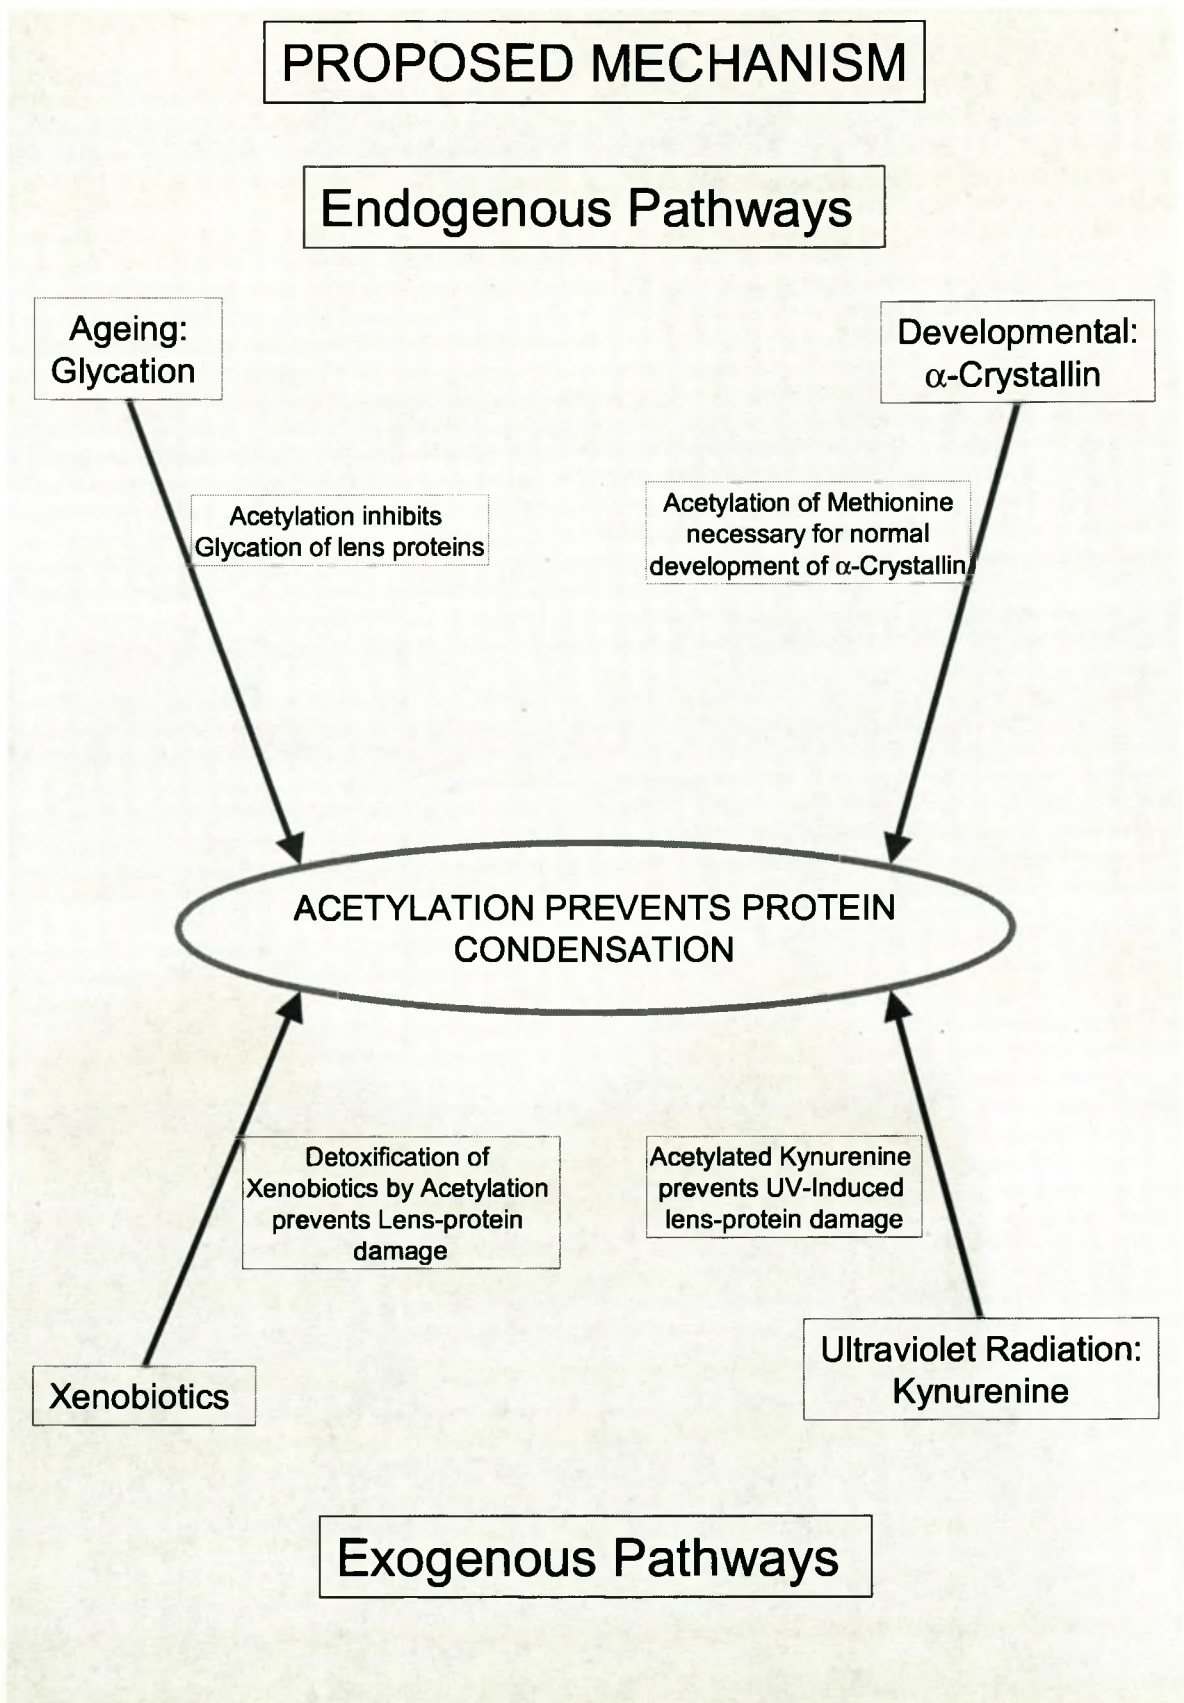 PROPOSED MECHANISM
Endogenous Pathways
Ageing:
Glycation
Developmental:
α-Crystallin
Acetylation inhibits
Glycation of lens proteins
Acetylation of Methionine
necessary for normal
development of α-Crystallin
ACETYLATION PREVENTS PROTEIN
CONDENSATION
Detoxification of
Xenobiotics by Acetylation
prevents Lens-protein
damage
Acetylated Kynurenine
prevents UV-Induced
lens-protein damage
Xenobiotics
Ultraviolet Radiation:
Kynurenine
Exogenous Pathways